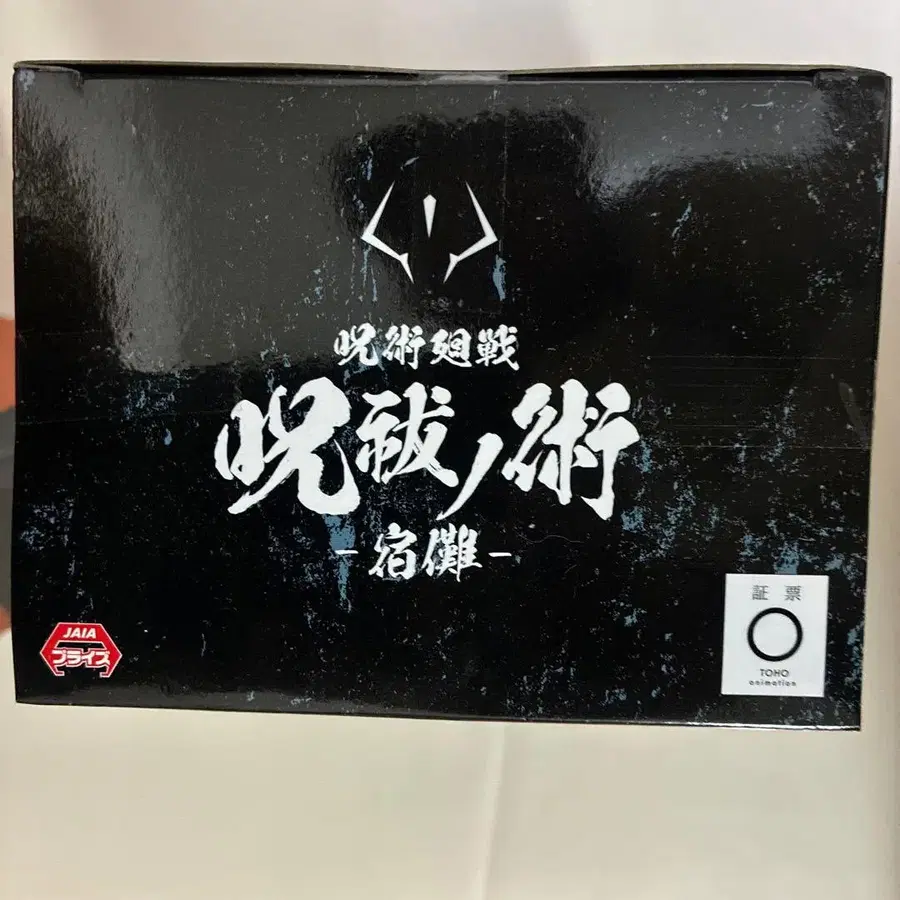 呪術廻戦
呪祓ノ術
-宿儺-
JAIA
プライズ
証票
TOHO
animation